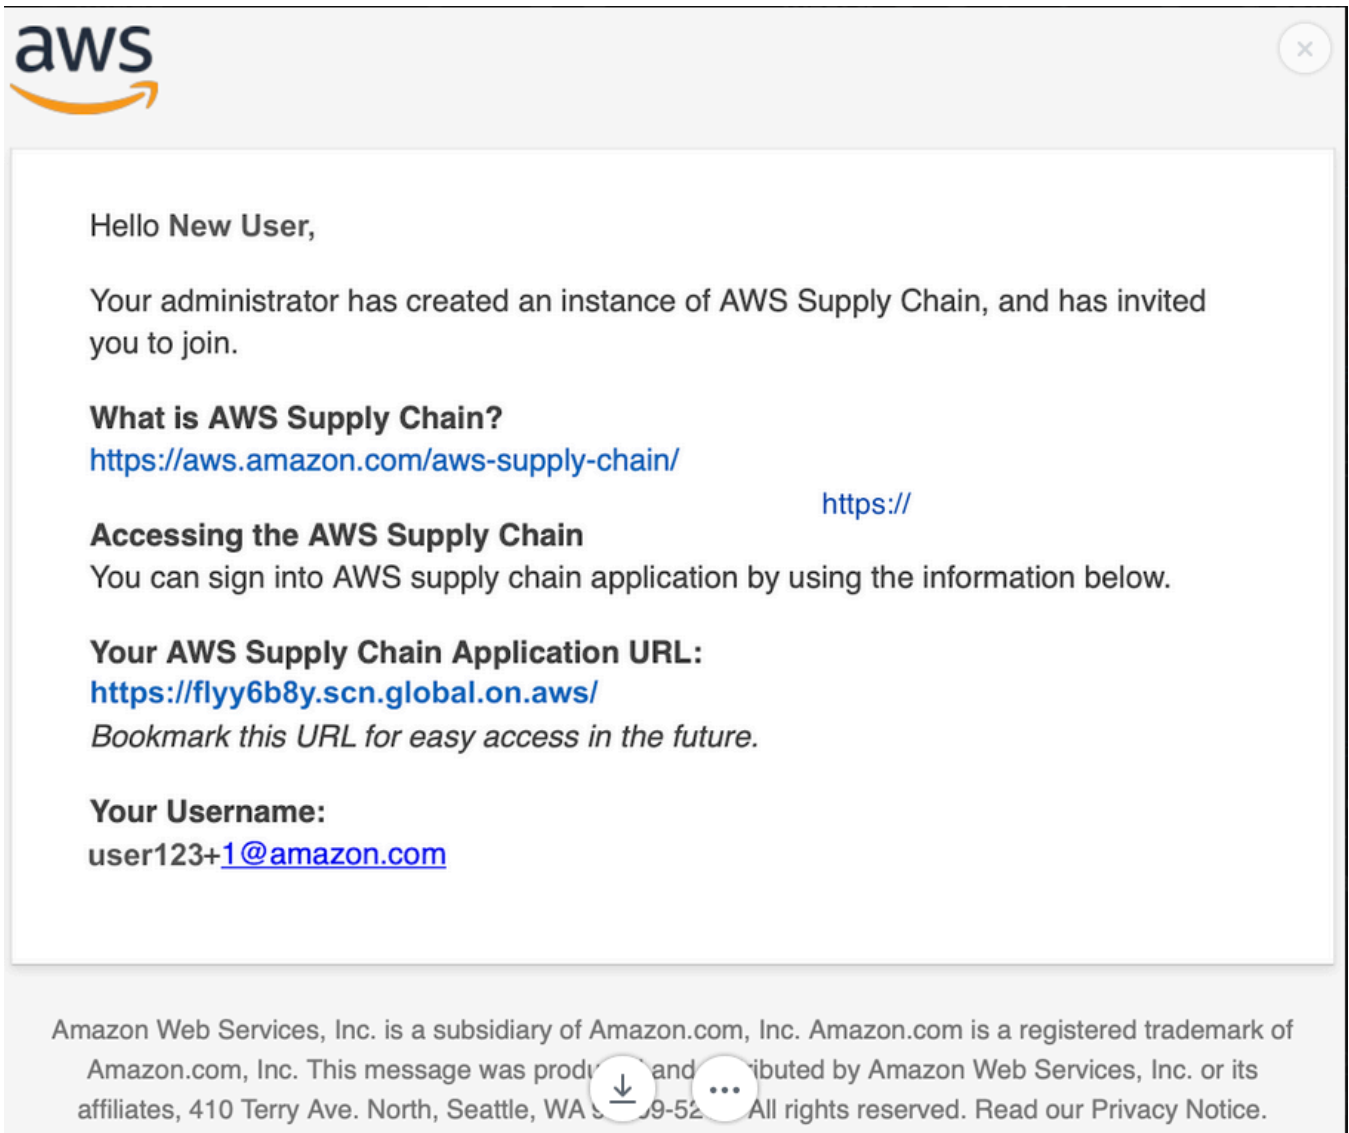 aws
Hello New User,
Your administrator has created an instance of AWS Supply Chain, and has invited
you to join.
What is AWS Supply Chain?
https://aws.amazon.com/aws-supply-chain/
https://
Accessing the AWS Supply Chain
You can sign into AWS supply chain application by using the information below.
Your AWS Supply Chain Application URL:
https://flyy6b8y.scn.global.on.aws/
Bookmark this URL for easy access in the future.
Your Username:
user123+1@amazon.com
Amazon Web Services, Inc. is a subsidiary of Amazon.com, Inc. Amazon.com is a registered trademark of
Amazon.com, Inc. This message was and by Amazon Web Services, Inc. or its
affiliates, 410 Terry Ave. North, Seattle, WA All rights reserved. Read our Privacy Notice.